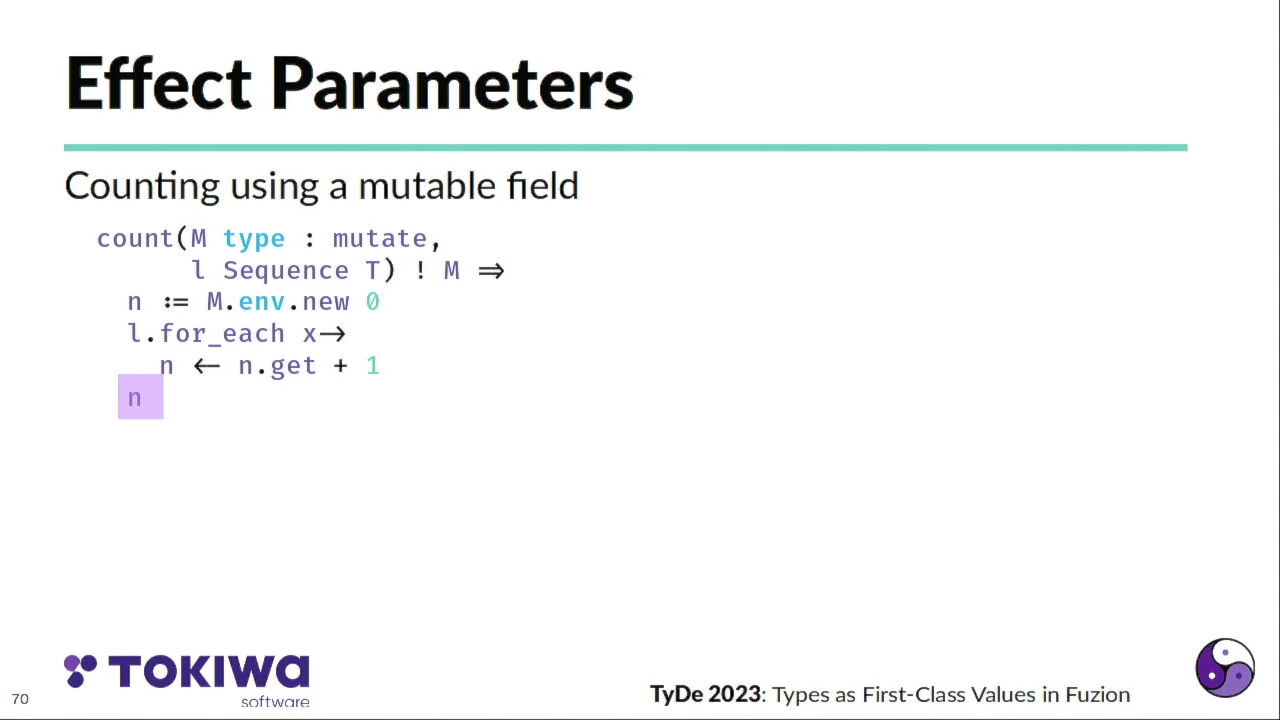 Effect Parameters
Counting using a mutable field
count(M type : mutate,
l Sequence T) ! M ⇒
n := M.env.new 0
l.for_each x→
n ← n.get + 1
n
70
TOKIWA
software
TyDe 2023: Types as First-Class Values in Fuzion